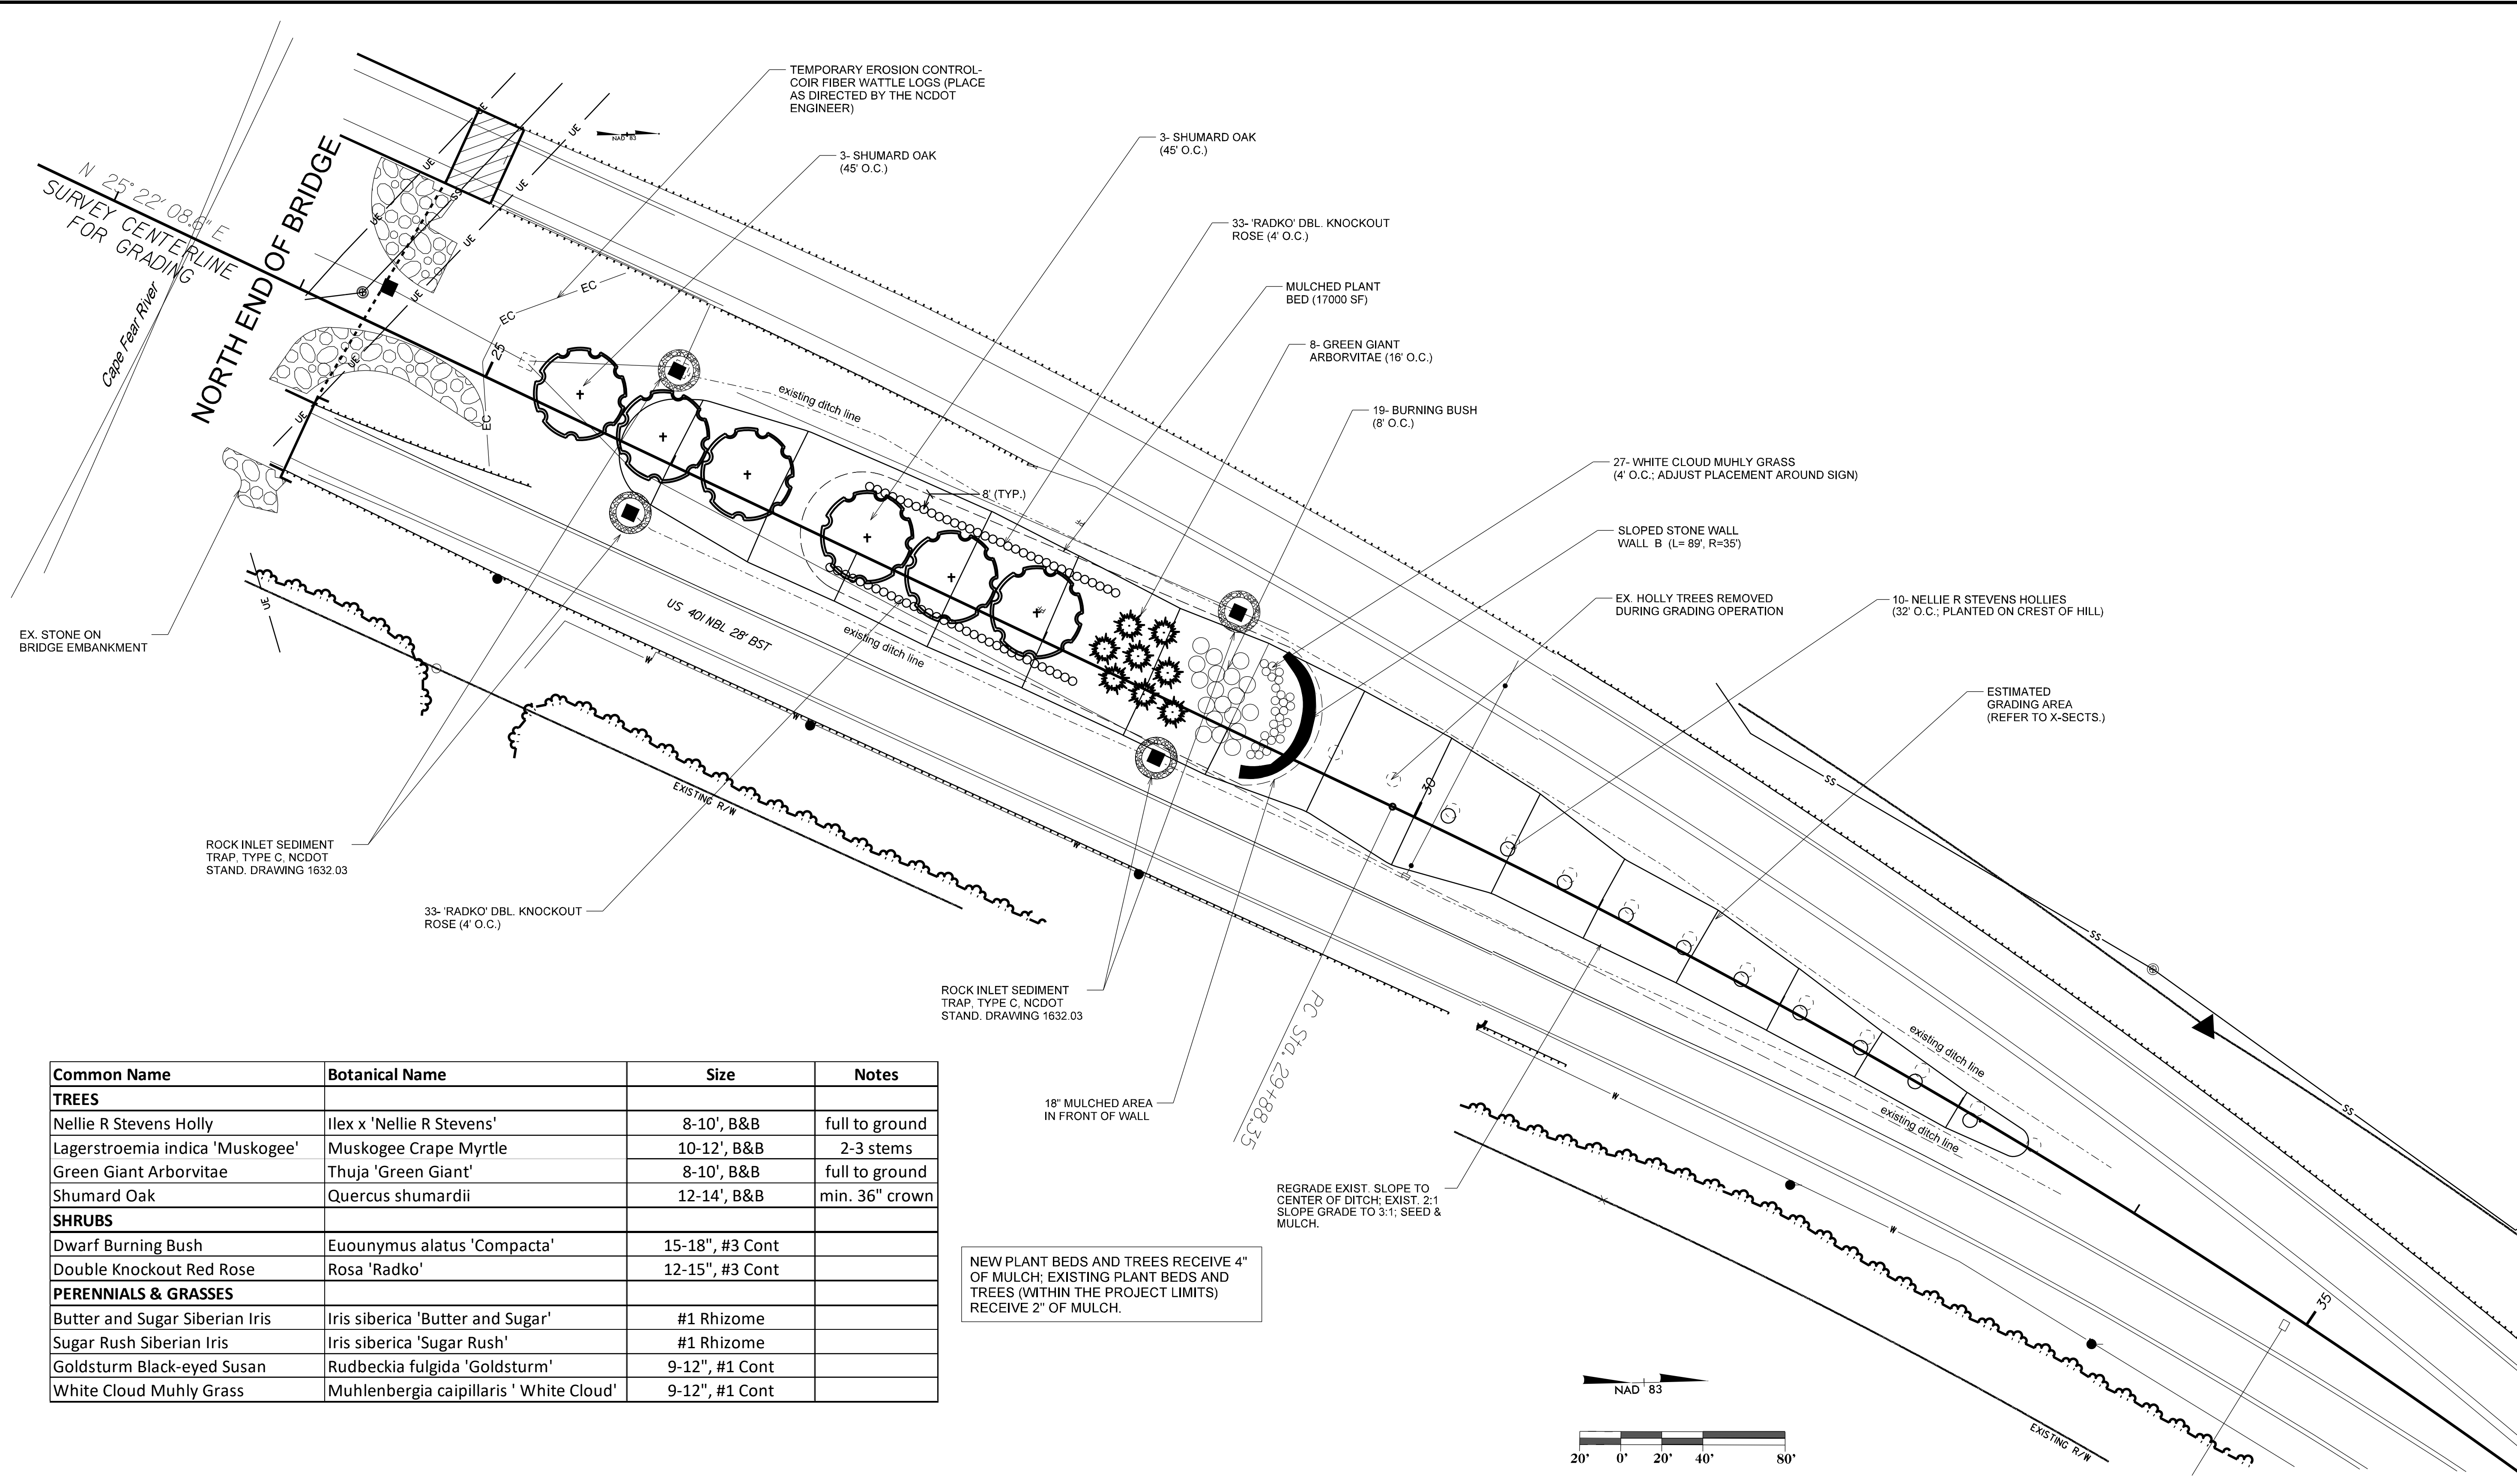 TEMPORARY EROSION CONTROL-
COIR FIBER WATTLE LOGS (PLACE
AS DIRECTED BY THE NCDOT
ENGINEER)
3- SHUMARD OAK
(45' O.C.)
3- SHUMARD OAK
(45' O.C.)
33- 'RADKO' DBL. KNOCKOUT
ROSE (4' O.C.)
MULCHED PLANT
BED (17000 SF)
8- GREEN GIANT
ARBORVITAE (16' O.C.)
19- BURNING BUSH
(8' O.C.)
27- WHITE CLOUD MUHLY GRASS
(4' O.C.; ADJUST PLACEMENT AROUND SIGN)
SLOPED STONE WALL
WALL B (L= 89', R=35')
EX. HOLLY TREES REMOVED
DURING GRADING OPERATION
10- NELLIE R STEVENS HOLLIES
(32' O.C.; PLANTED ON CREST OF HILL)
ESTIMATED
GRADING AREA
(REFER TO X-SECTS.)
NAD 83
N 25°22'08.6" E
SURVEY CENTERLINE
FOR GRADING
Cape Fear River
NORTH END OF BRIDGE
UE
UE
UE
SS
UE
UE
UE
UE
UE
UE
UE
EC
EC
EC
25
existing ditch line
8' (TYP.)
US 401 NBL 28' BST
existing ditch line
EX. STONE ON
BRIDGE EMBANKMENT
W
W
W
EXISTING R/W
30
PC Sta. 29+88.35
SS
SS
SS
existing ditch line
existing ditch line
W
W
35
EXISTING R/W
ROCK INLET SEDIMENT
TRAP, TYPE C, NCDOT
STAND. DRAWING 1632.03
33- 'RADKO' DBL. KNOCKOUT
ROSE (4' O.C.)
ROCK INLET SEDIMENT
TRAP, TYPE C, NCDOT
STAND. DRAWING 1632.03
18" MULCHED AREA
IN FRONT OF WALL
REGRADE EXIST. SLOPE TO
CENTER OF DITCH; EXIST. 2:1
SLOPE GRADE TO 3:1; SEED &
MULCH.
Common Name Botanical Name Size Notes
TREES
Nellie R Stevens Holly Ilex x 'Nellie R Stevens' 8-10', B&B full to ground
Lagerstroemia indica 'Muskogee' Muskogee Crape Myrtle 10-12', B&B 2-3 stems
Green Giant Arborvitae Thuja 'Green Giant' 8-10', B&B full to ground
Shumard Oak Quercus shumardii 12-14', B&B min. 36" crown
SHRUBS
Dwarf Burning Bush Euounymus alatus 'Compacta' 15-18", #3 Cont
Double Knockout Red Rose Rosa 'Radko' 12-15", #3 Cont
PERENNIALS & GRASSES
Butter and Sugar Siberian Iris Iris siberica 'Butter and Sugar' #1 Rhizome
Sugar Rush Siberian Iris Iris siberica 'Sugar Rush' #1 Rhizome
Goldsturm Black-eyed Susan Rudbeckia fulgida 'Goldsturm' 9-12", #1 Cont
White Cloud Muhly Grass Muhlenbergia caipillaris ' White Cloud' 9-12", #1 Cont
NEW PLANT BEDS AND TREES RECEIVE 4"
OF MULCH; EXISTING PLANT BEDS AND
TREES (WITHIN THE PROJECT LIMITS)
RECEIVE 2" OF MULCH.
NAD 83
20' 0' 20' 40' 80'